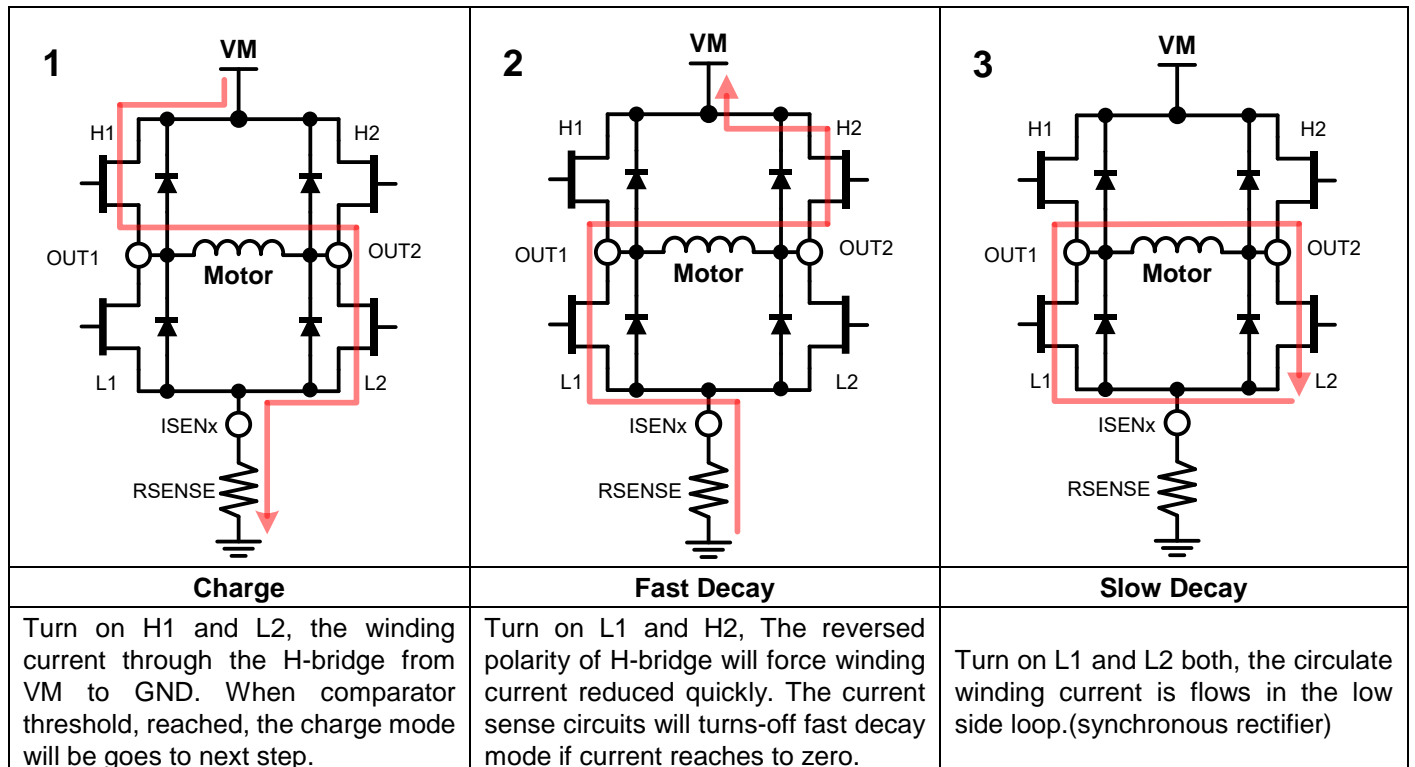 1
VM
H1
H2
OUT1
OUT2
Motor
L1
L2
ISENx
RSENSE
2
VM
H1
H2
OUT1
OUT2
Motor
L1
L2
ISENx
RSENSE
3
VM
H1
H2
OUT1
OUT2
Motor
L1
L2
ISENx
RSENSE
Charge
Fast Decay
Slow Decay
Turn on H1 and L2, the winding
current through the H-bridge from
VM to GND. When comparator
threshold, reached, the charge mode
will be goes to next step.
Turn on L1 and H2, The reversed
polarity of H-bridge will force winding
current reduced quickly. The current
sense circuits will turns-off fast decay
mode if current reaches to zero.
Turn on L1 and L2 both, the circulate
winding current is flows in the low
side loop.(synchronous rectifier)